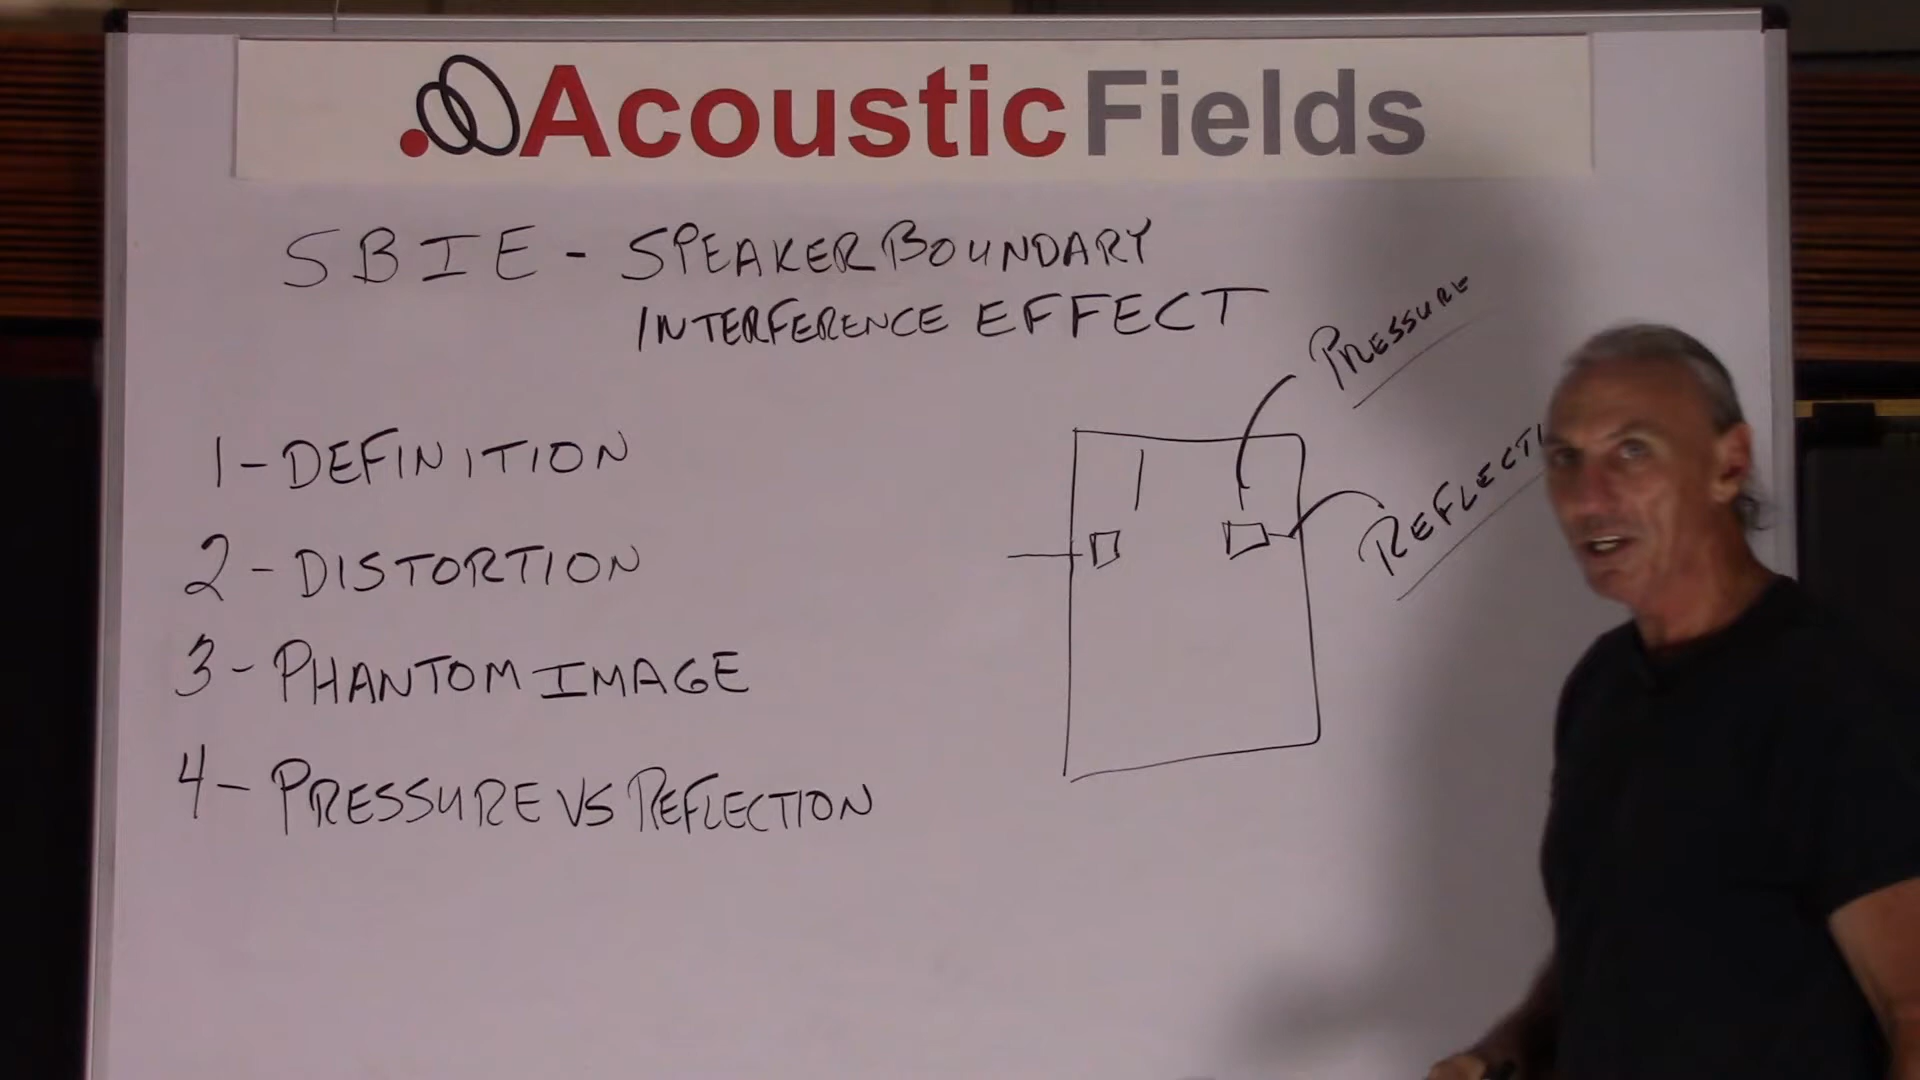 Acoustic Fields
SBIE - SPEAKER BOUNDARY
INTERFERENCE EFFECT
PRESSURE
1 - DEFINITION
2 - DISTORTION
3 - PHANTOM IMAGE
4 - PRESSURE VS REFLECTION